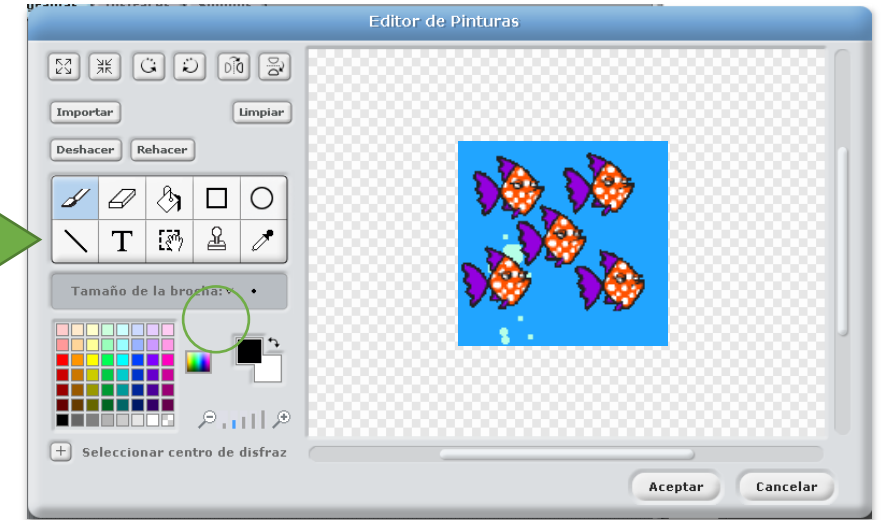 Editor de Pinturas
Importar
Limpiar
Deshacer
Rehacer
T
Tamaño de la brocha:
Seleccionar centro de disfraz
Aceptar
Cancelar